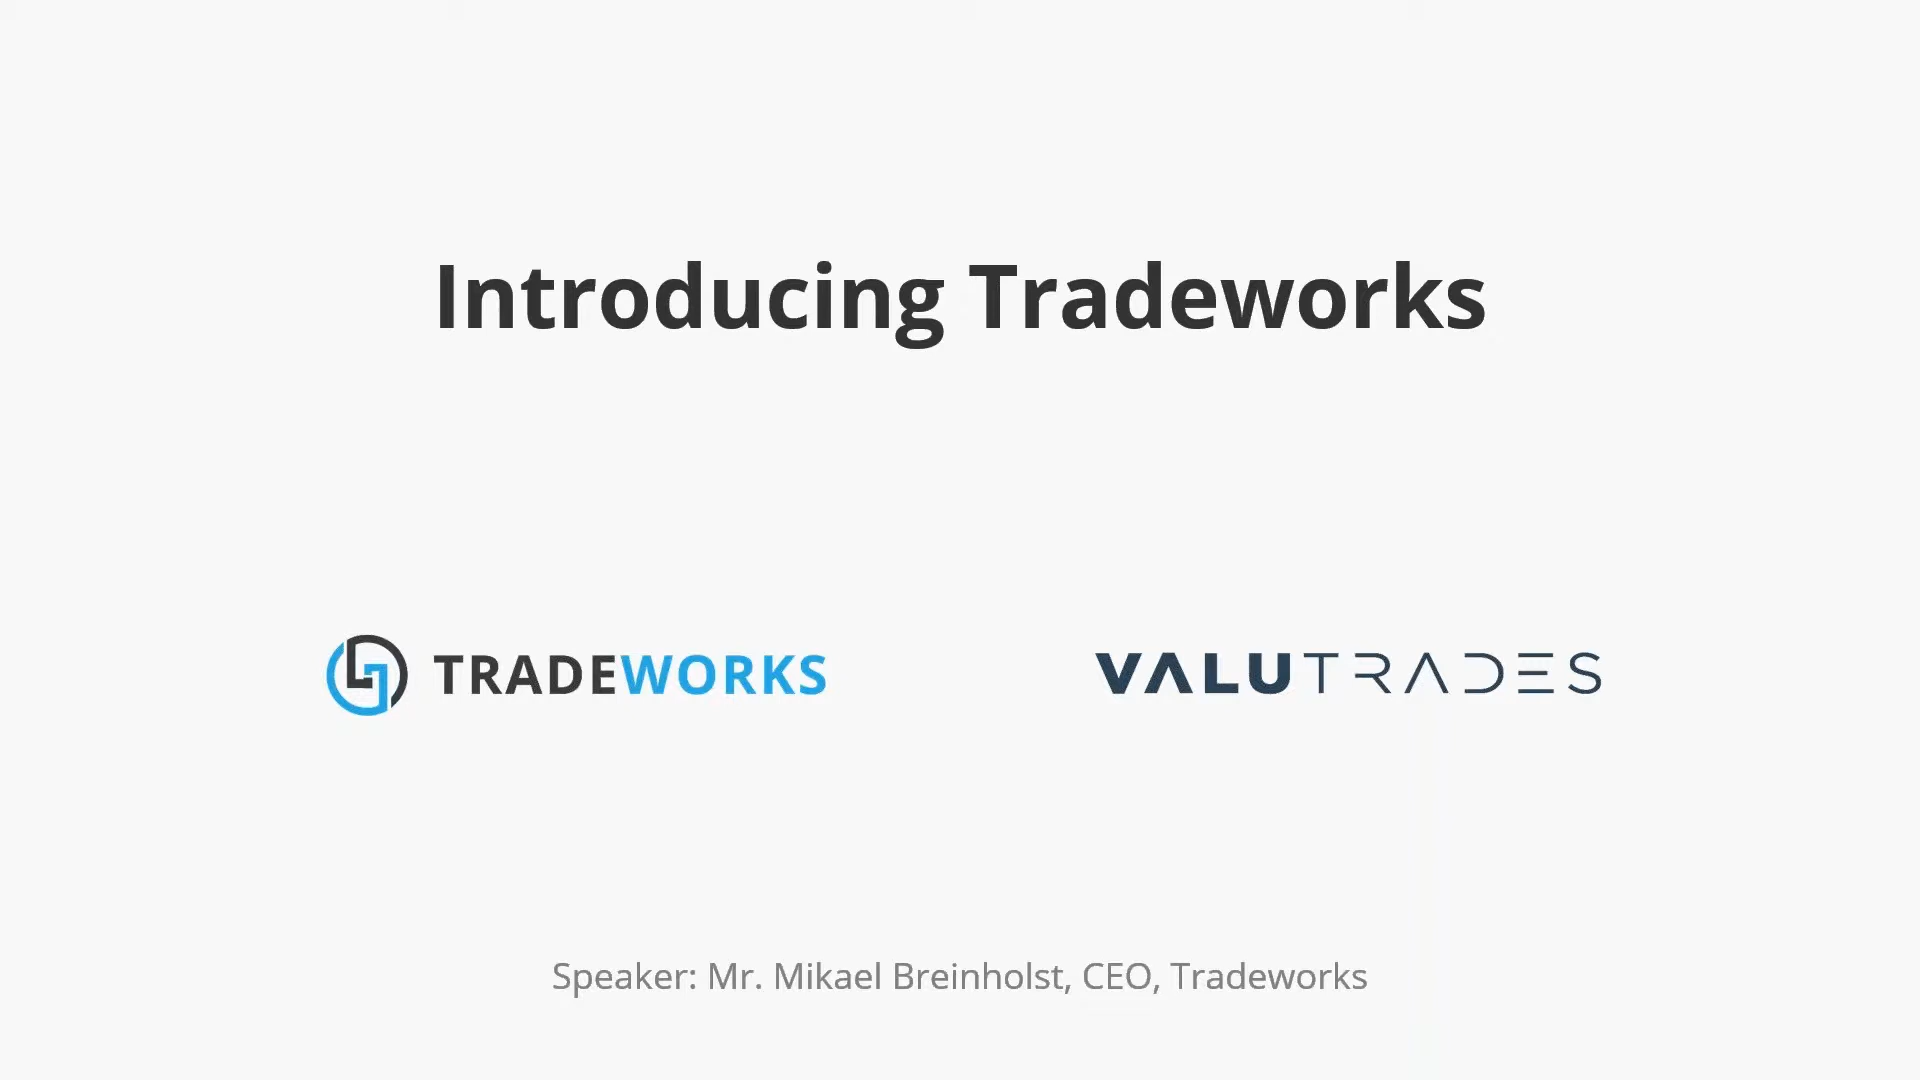 Introducing Tradeworks
TRADEWORKS
VALUTRADES
Speaker: Mr. Mikael Breinholst, CEO, Tradeworks